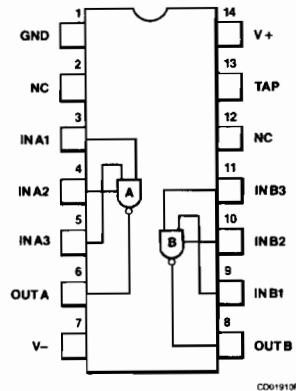 1
GND
2
NC
3
INA1
4
INA2
5
INA3
6
OUTA
7
V–
14
V+
13
TAP
12
NC
11
INB3
10
INB2
9
INB1
8
OUTB
A
B